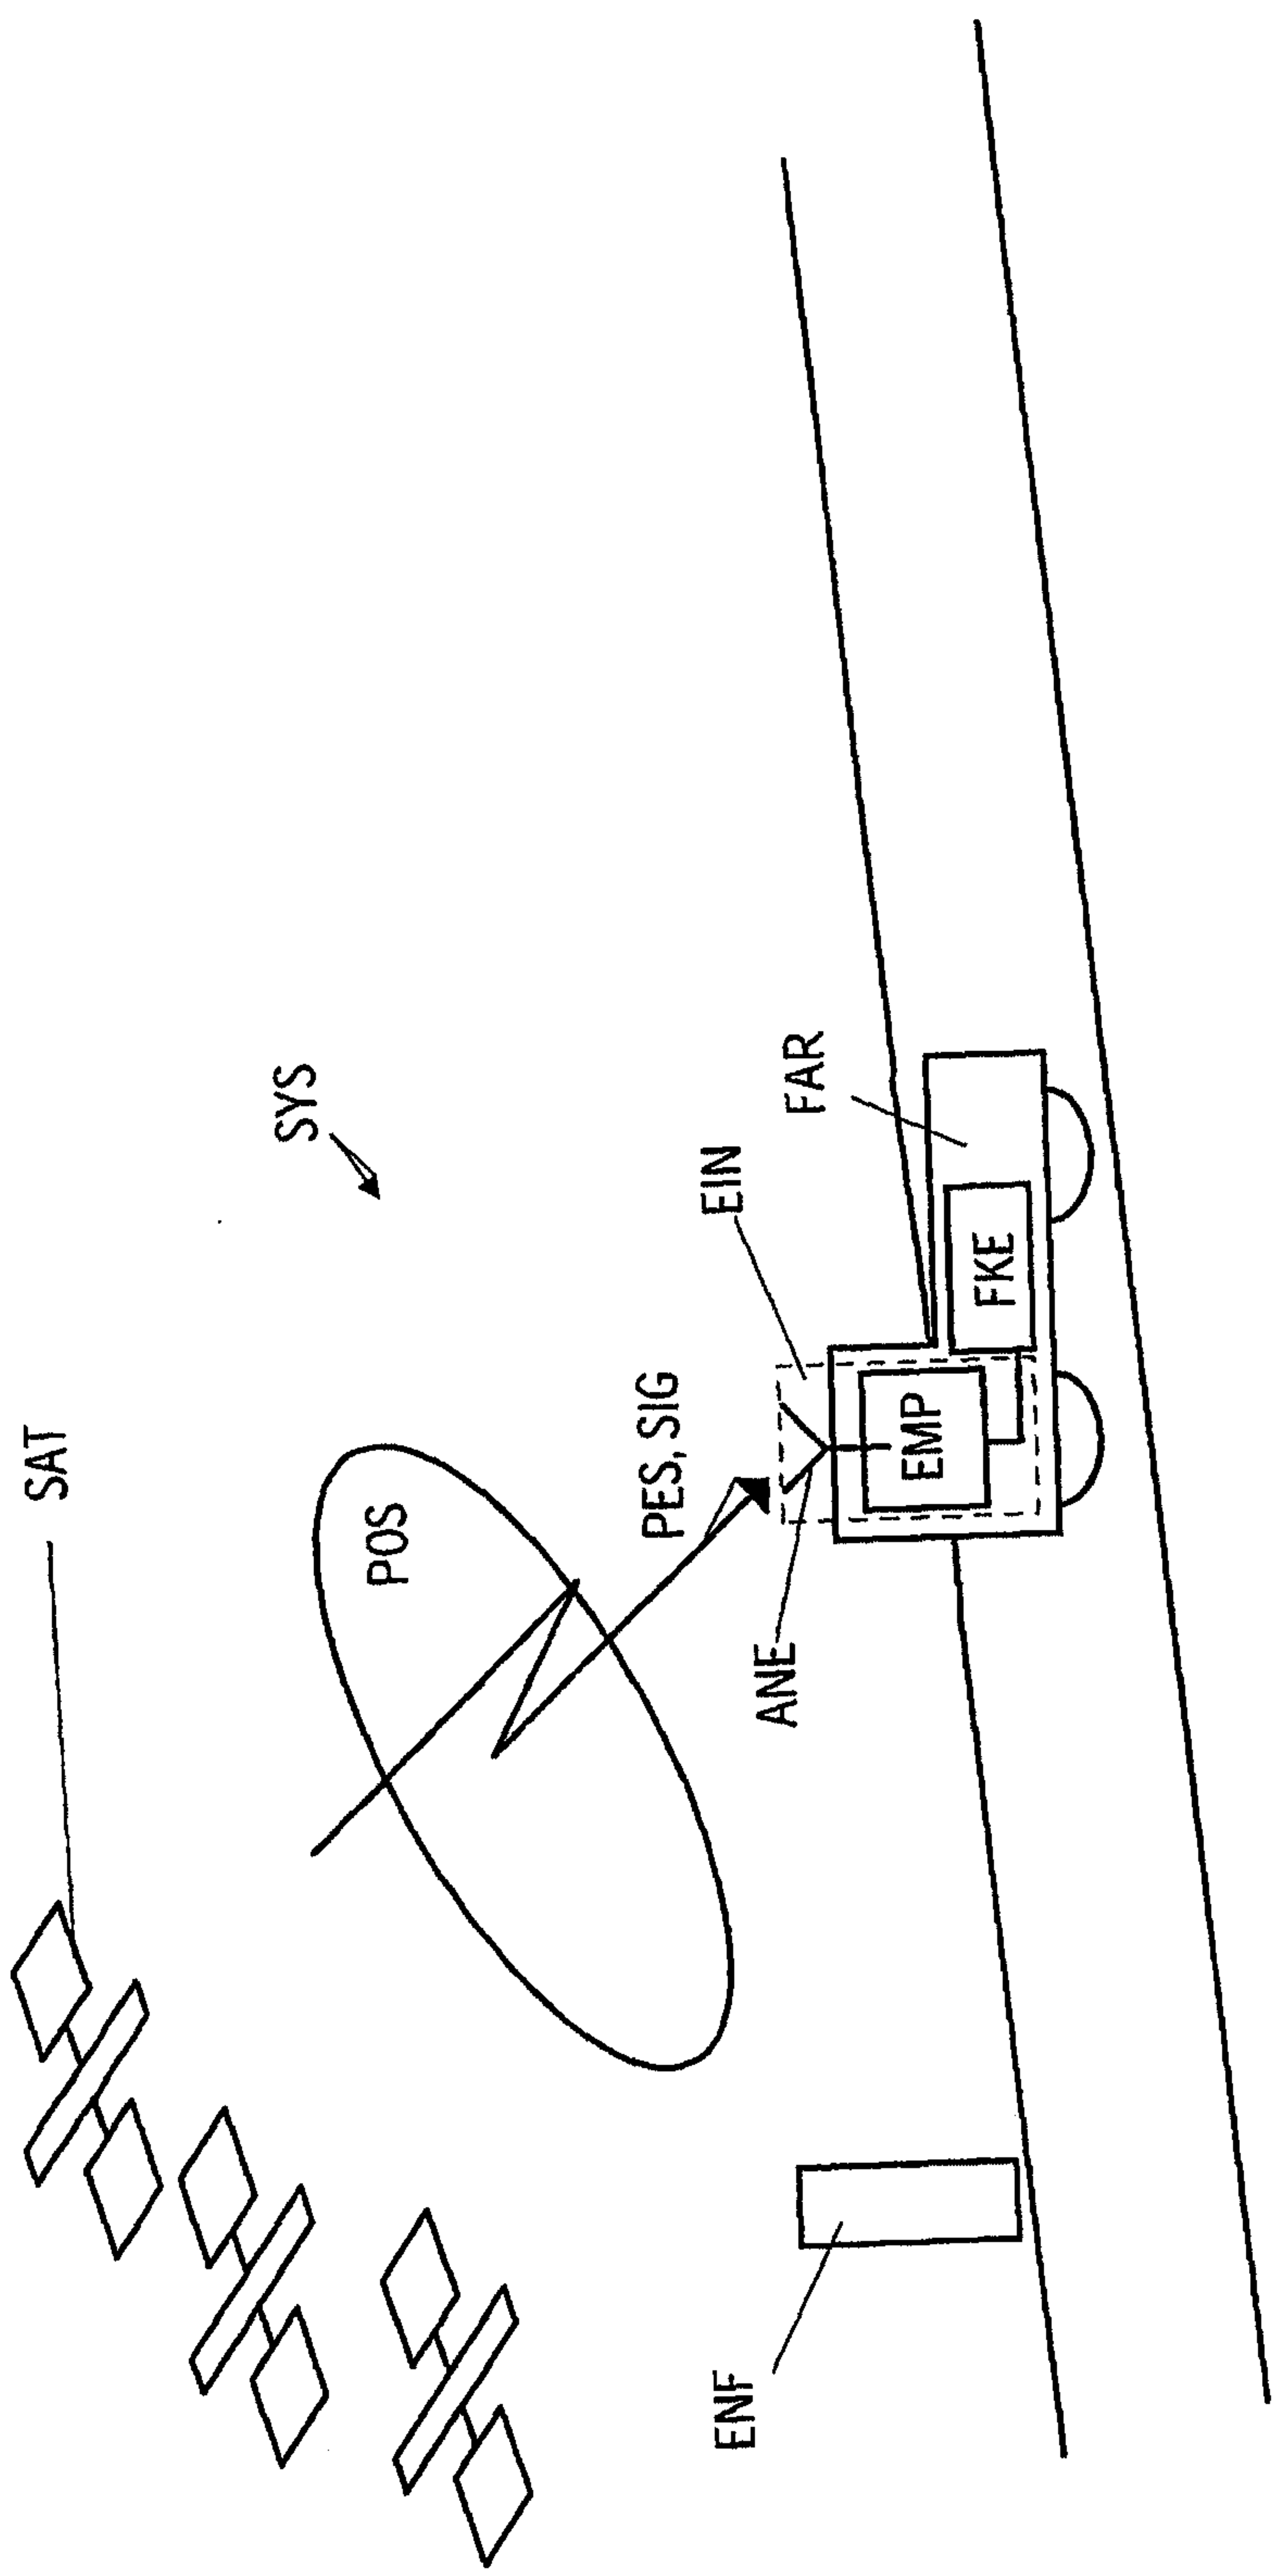 SAT
SYS
POS
PES, SIG
EIN
FAR
ANE
EMP
FKE
ENF